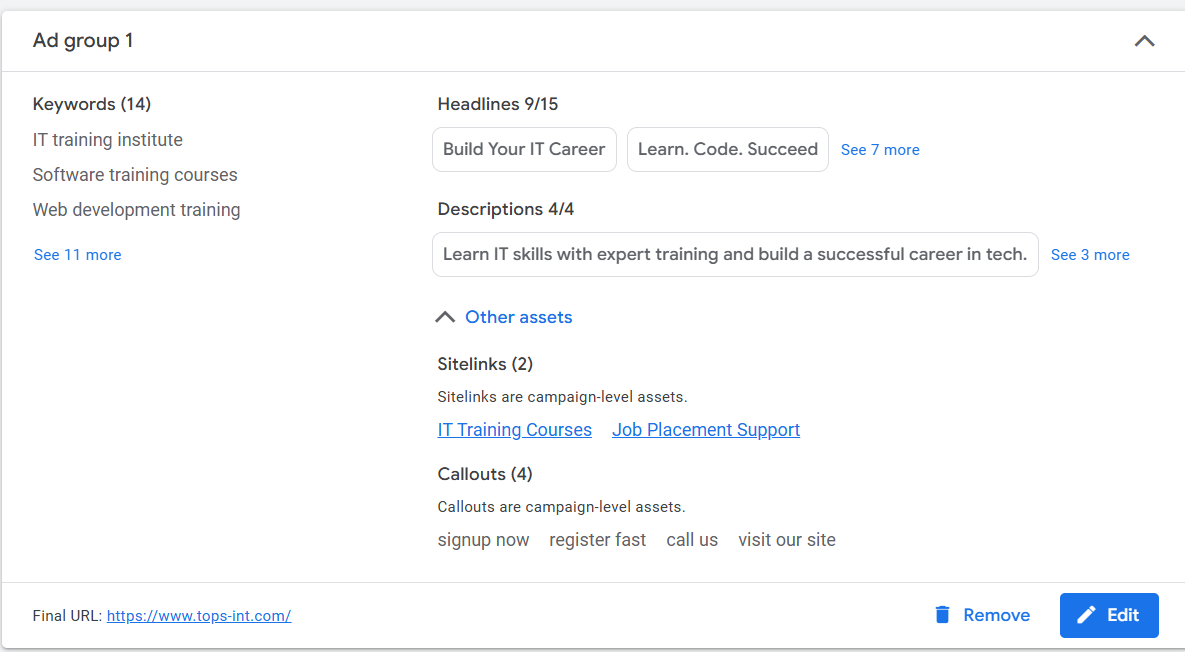 Ad group 1
Keywords (14)
IT training institute
Software training courses
Web development training
See 11 more
Headlines 9/15
Build Your IT Career
Learn. Code. Succeed
See 7 more
Descriptions 4/4
Learn IT skills with expert training and build a successful career in tech.
See 3 more
Other assets
Sitelinks (2)
Sitelinks are campaign-level assets.
IT Training Courses Job Placement Support
Callouts (4)
Callouts are campaign-level assets.
signup now register fast call us visit our site
Final URL: https://www.tops-int.com/
Remove
Edit